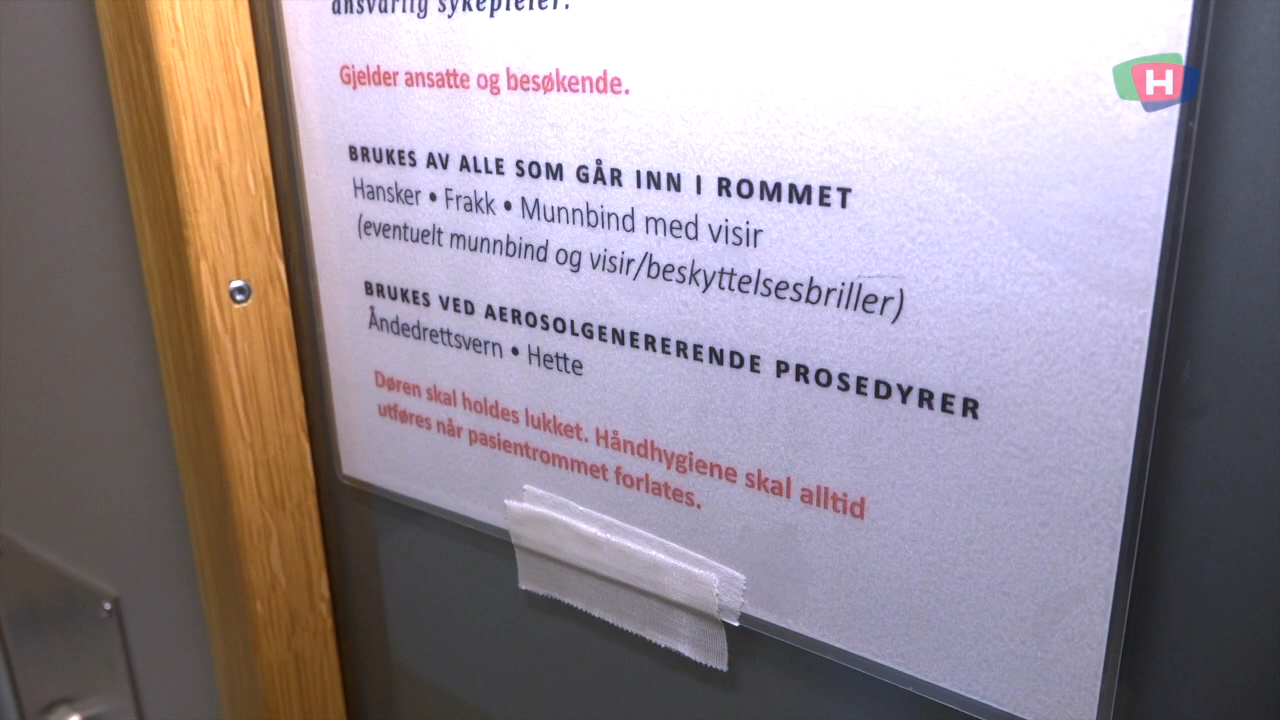 ansvarlig sykepleier.
Gjelder ansatte og besøkende.
H
BRUKES AV ALLE SOM GÅR INN I ROMMET
Hansker • Frakk • Munnbind med visir
(eventuelt munnbind og visir/beskyttelsesbriller)
BRUKES VED AEROSOLGENERERENDE PROSEDYRER
Åndedrettsvern • Hette
Døren skal holdes lukket. Håndhygiene skal alltid
utføres når pasientrommet forlates.